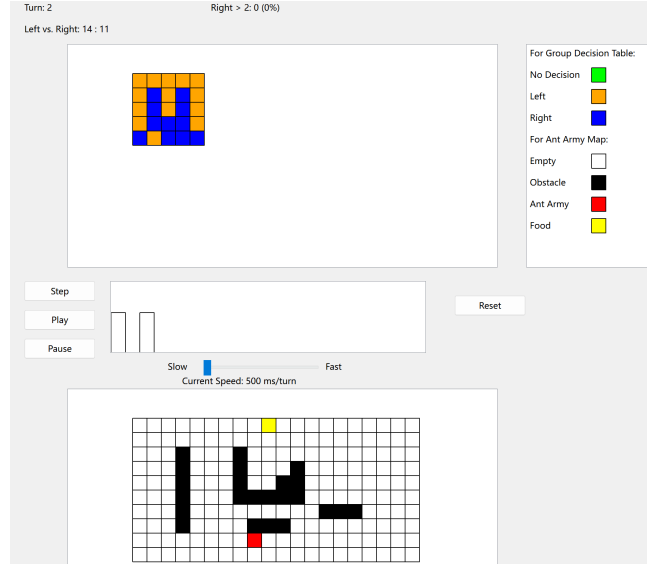 Turn: 2
Right > 2: 0 (0%)
Left vs. Right: 14 : 11
For Group Decision Table:
No Decision
Left
Right
For Ant Army Map:
Empty
Obstacle
Ant Army
Food
Step
Play
Pause
Reset
Slow
Fast
Current Speed: 500 ms/turn